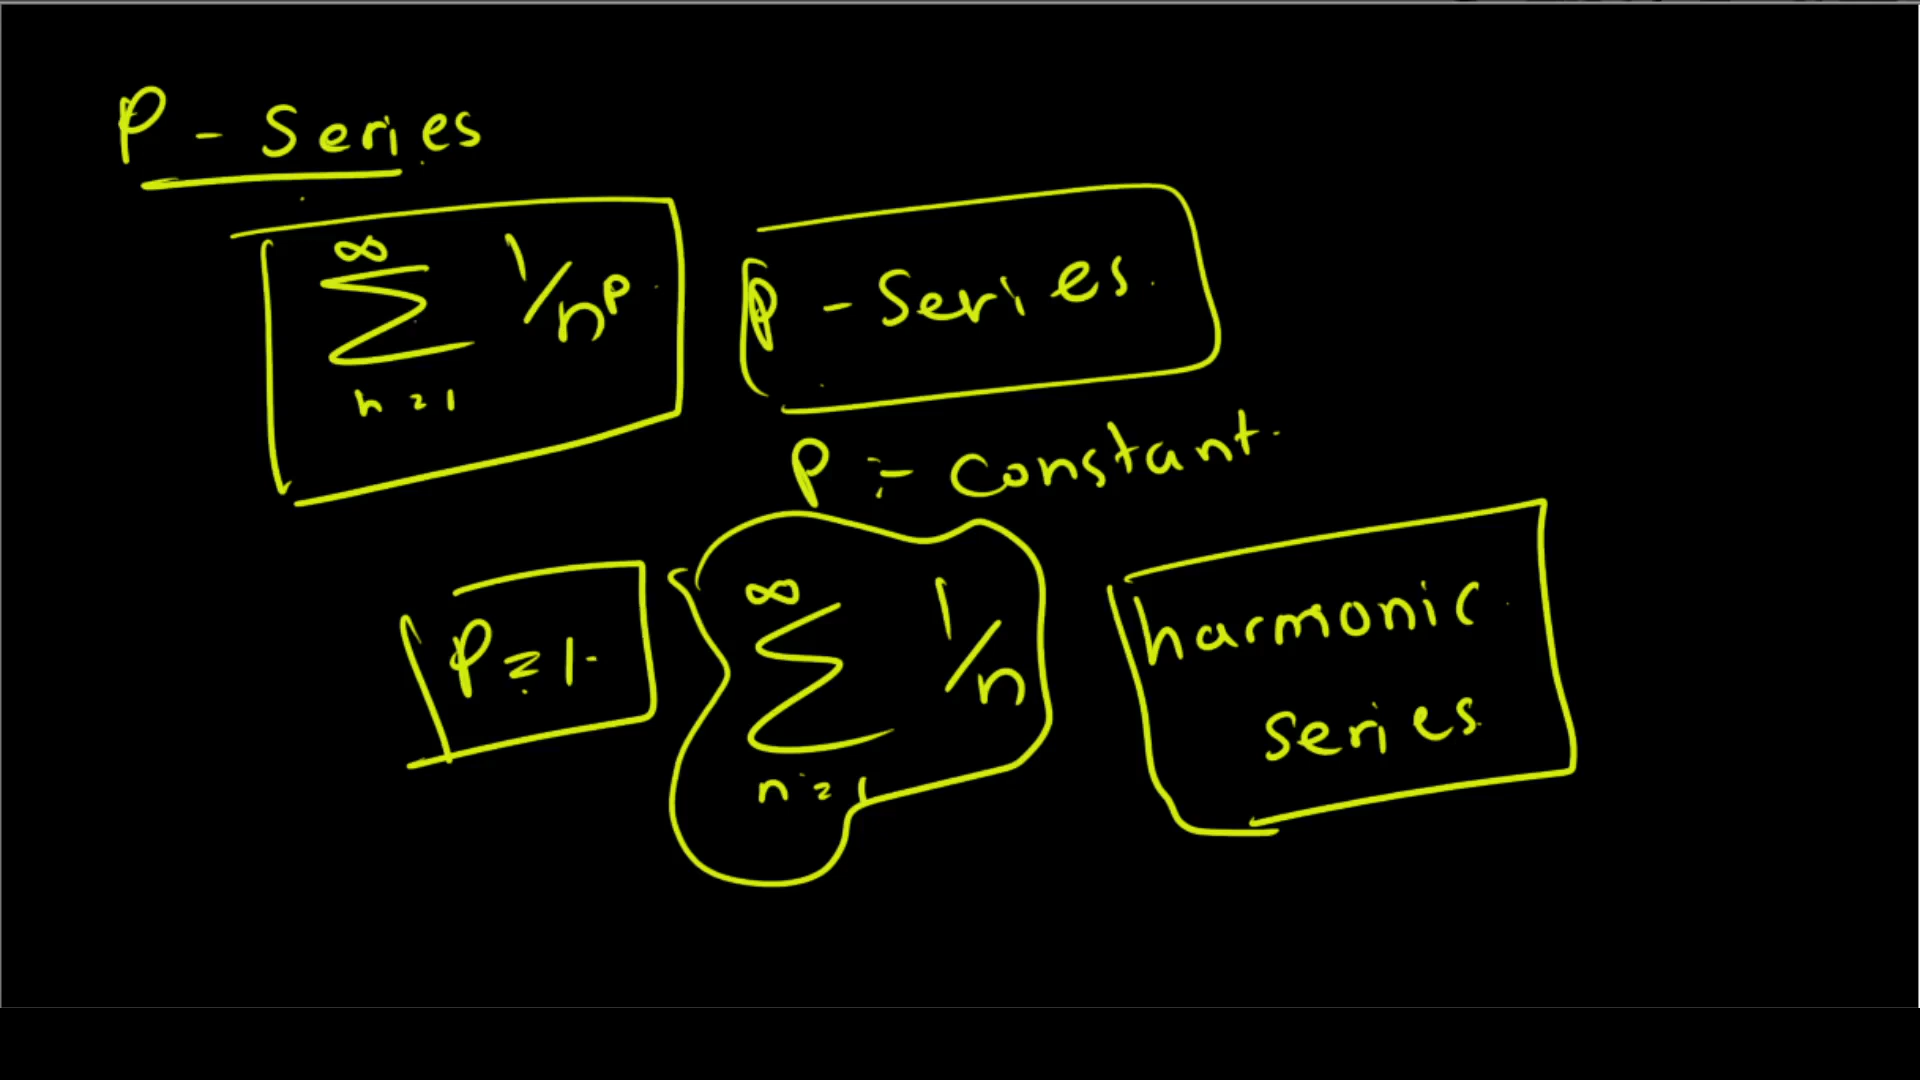 P - Series
∞
∑ 1/n^p
n=1
p - Series.
P :- Constant.
P=1.
∞
∑ 1/n
n=1
harmonic
series